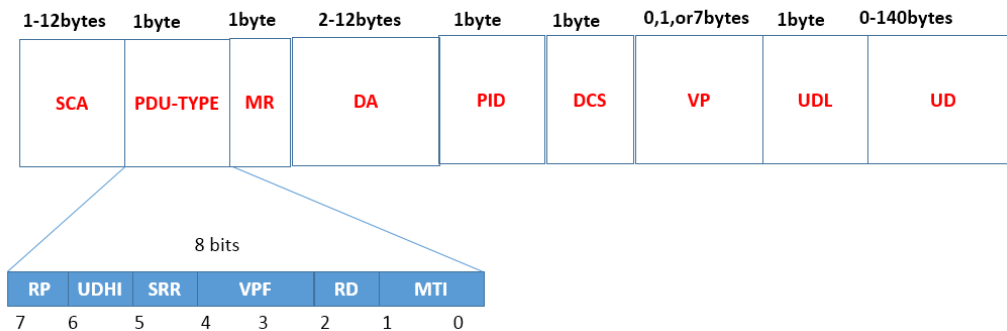 1-12bytes 1byte 1byte 2-12bytes 1byte 1byte 0,1,or7bytes 1byte 0-140bytes
SCA PDU-TYPE MR DA PID DCS VP UDL UD
8 bits
RP UDHI SRR VPF RD MTI
7 6 5 4 3 2 1 0